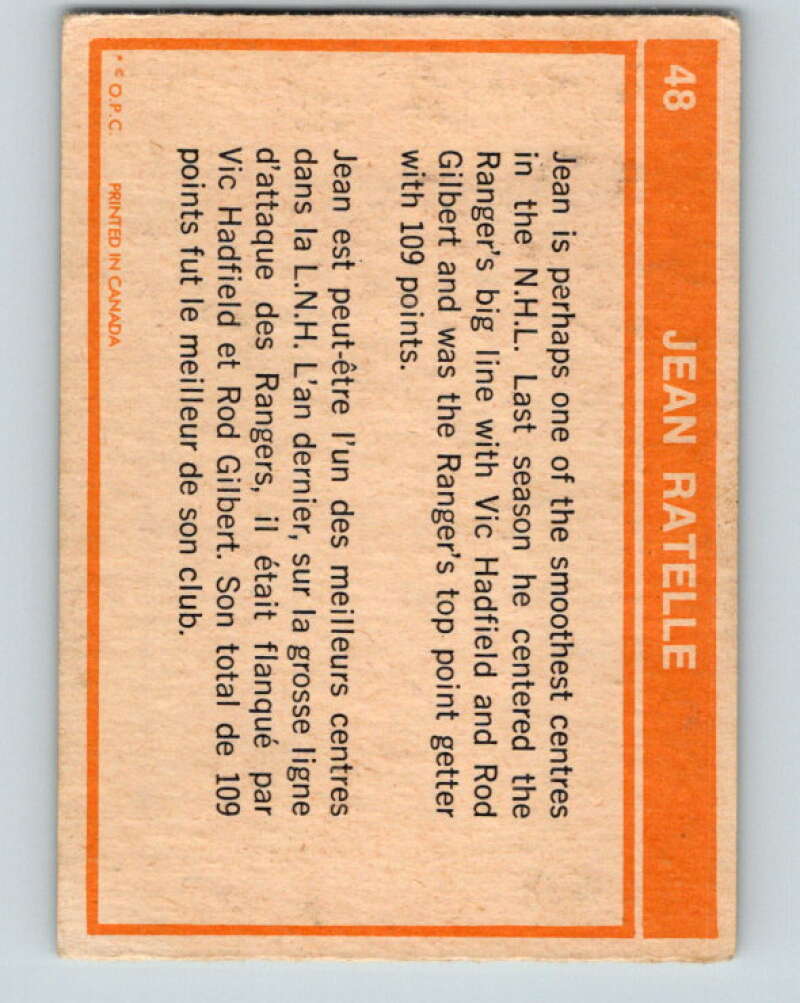 48 JEAN RATELLE
Jean is perhaps one of the smoothest centres
in the N.H.L. Last season he centered the
Ranger's big line with Vic Hadfield and Rod
Gilbert and was the Ranger's top point getter
with 109 points.
Jean est peut-être l'un des meilleurs centres
dans la L.N.H. L'an dernier, sur la grosse ligne
d'attaque des Rangers, il était flanqué par
Vic Hadfield et Rod Gilbert. Son total de 109
points fut le meilleur de son club.
* © O.P.C. PRINTED IN CANADA